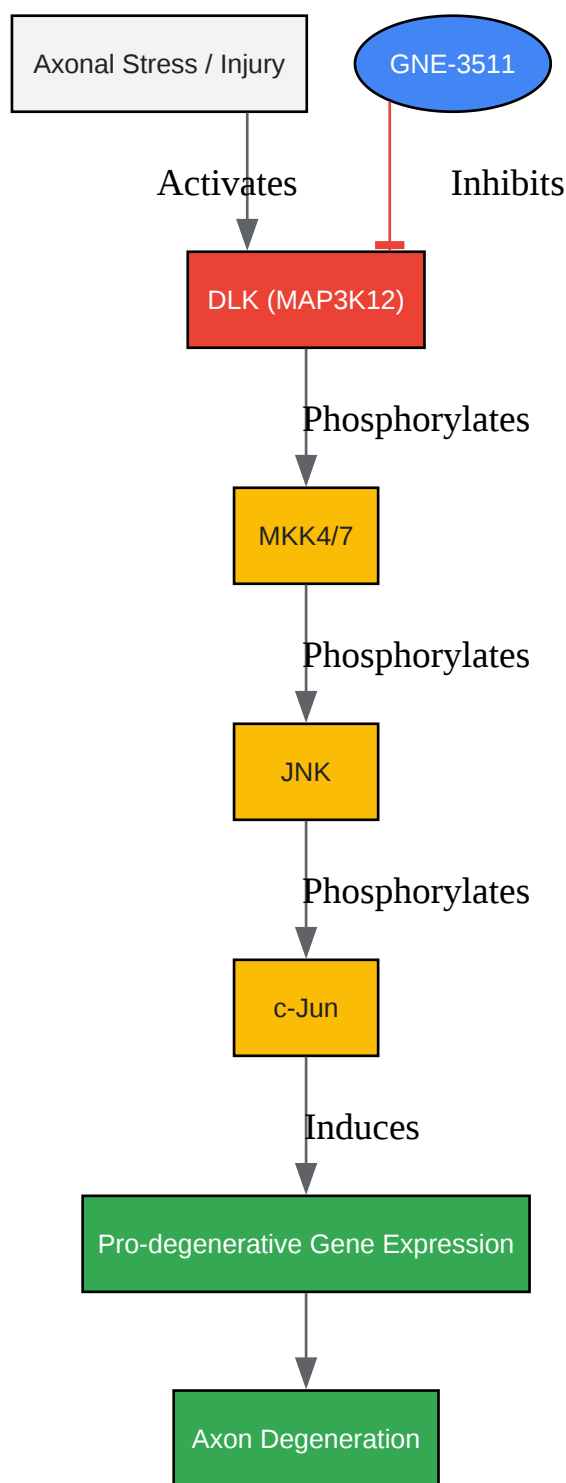 Axonal Stress / Injury
GNE-3511
Activates
Inhibits
DLK (MAP3K12)
Phosphorylates
MKK4/7
Phosphorylates
JNK
Phosphorylates
c-Jun
Induces
Pro-degenerative Gene Expression
Axon Degeneration